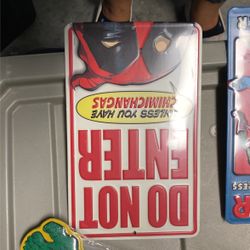 DO NOT
ENTER
UNLESS YOU HAVE
CHIMICHANGAS